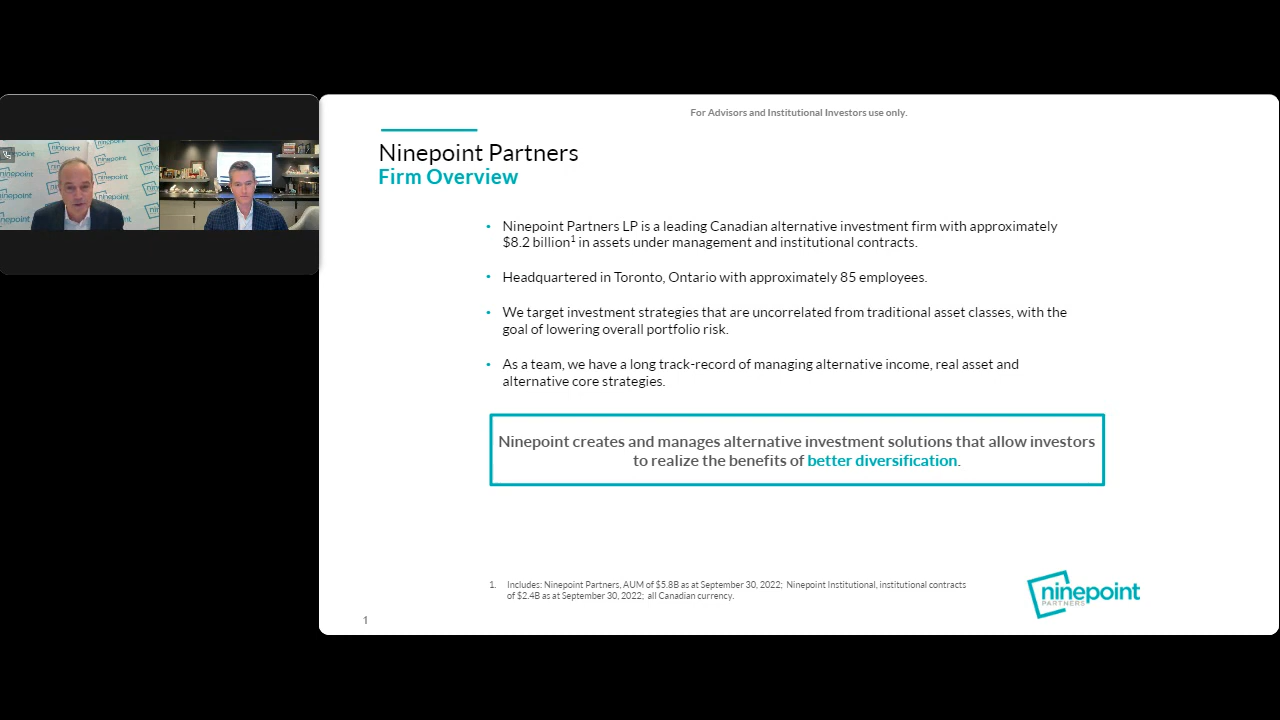 For Advisors and Institutional Investors use only.
Ninepoint Partners
Firm Overview
• Ninepoint Partners LP is a leading Canadian alternative investment firm with approximately
$8.2 billion¹ in assets under management and institutional contracts.
• Headquartered in Toronto, Ontario with approximately 85 employees.
• We target investment strategies that are uncorrelated from traditional asset classes, with the
goal of lowering overall portfolio risk.
• As a team, we have a long track-record of managing alternative income, real asset and
alternative core strategies.
Ninepoint creates and manages alternative investment solutions that allow investors
to realize the benefits of better diversification.
1. Includes: Ninepoint Partners, AUM of $5.8B as at September 30, 2022; Ninepoint Institutional, institutional contracts
of $2.4B as at September 30, 2022; all Canadian currency.
ninepoint
PARTNERS
1
ninepoint
ninepoint
ninepoint
ninepoint